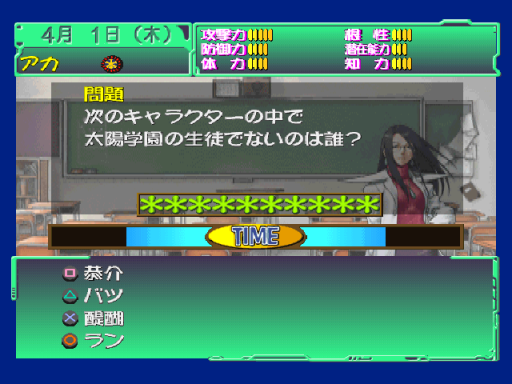 4月 1日(木)
アカ
攻撃力 根性
防御力 潜在能力
体力 知力
問題
次のキャラクターの中で
太陽学園の生徒でないのは誰?
**********
TIME
恭介
バツ
醍醐
ラン